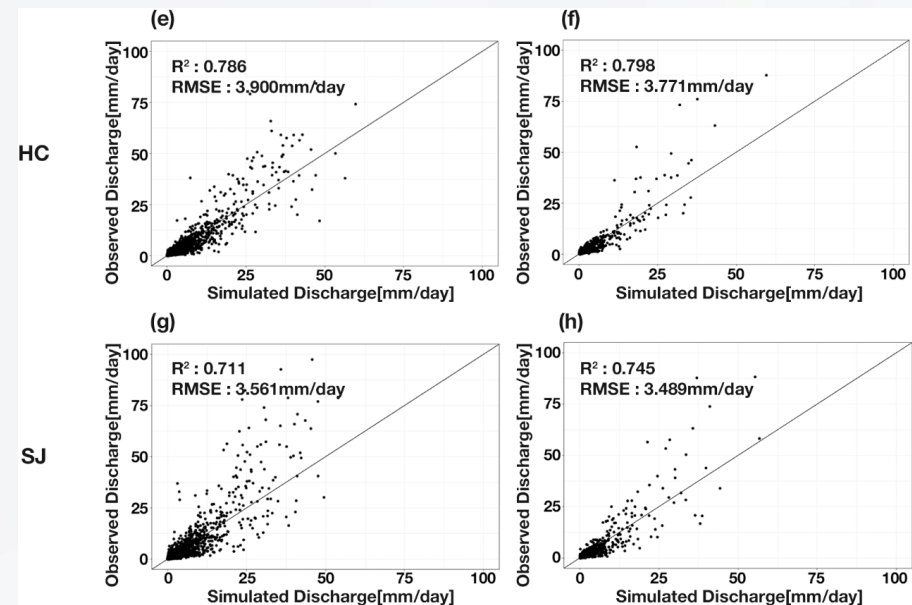 (e)
R² : 0.786
RMSE : 3.900mm/day
Observed Discharge[mm/day]
100
75
50
25
0
0 25 50 75 100
Simulated Discharge[mm/day]
(f)
R² : 0.798
RMSE : 3.771mm/day
Observed Discharge[mm/day]
100
75
50
25
0
0 25 50 75 100
Simulated Discharge[mm/day]
HC
(g)
R² : 0.711
RMSE : 3.561mm/day
Observed Discharge[mm/day]
100
75
50
25
0
0 25 50 75 100
Simulated Discharge[mm/day]
(h)
R² : 0.745
RMSE : 3.489mm/day
Observed Discharge[mm/day]
100
75
50
25
0
0 25 50 75 100
Simulated Discharge[mm/day]
SJ